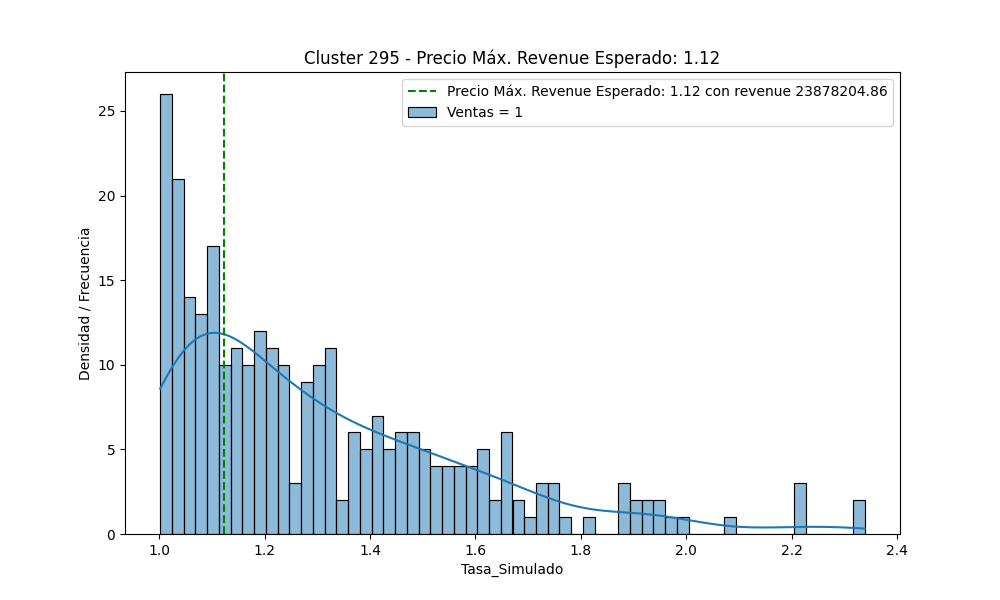 Cluster 295 - Precio Máx. Revenue Esperado: 1.12
Precio Máx. Revenue Esperado: 1.12 con revenue 23878204.86
Ventas = 1
Densidad / Frecuencia
25
20
15
10
5
0
1.0 1.2 1.4 1.6 1.8 2.0 2.2 2.4
Tasa_Simulado